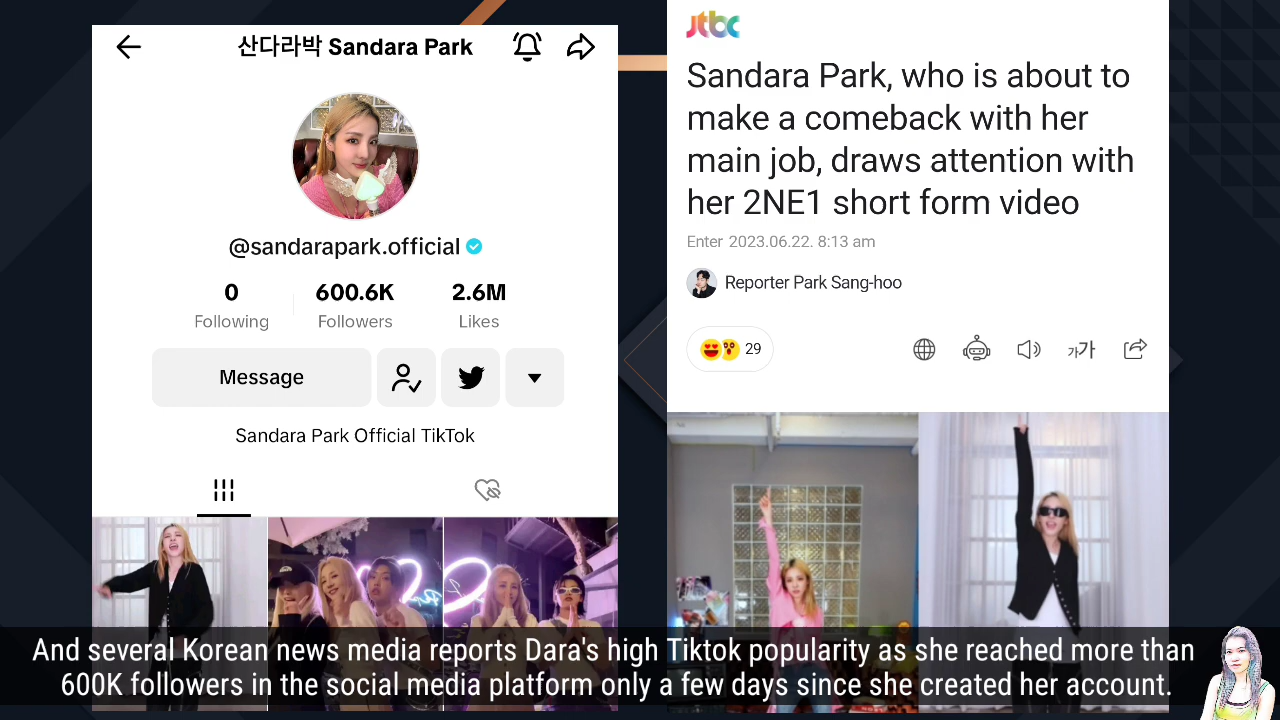 산다라박 Sandara Park
@sandarapark.official
0 600.6K 2.6M
Following Followers Likes
Message
Sandara Park Official TikTok
jtbc
Sandara Park, who is about to
make a comeback with her
main job, draws attention with
her 2NE1 short form video
Enter 2023.06.22. 8:13 am
Reporter Park Sang-hoo
29
가가
And several Korean news media reports Dara's high Tiktok popularity as she reached more than
600K followers in the social media platform only a few days since she created her account.